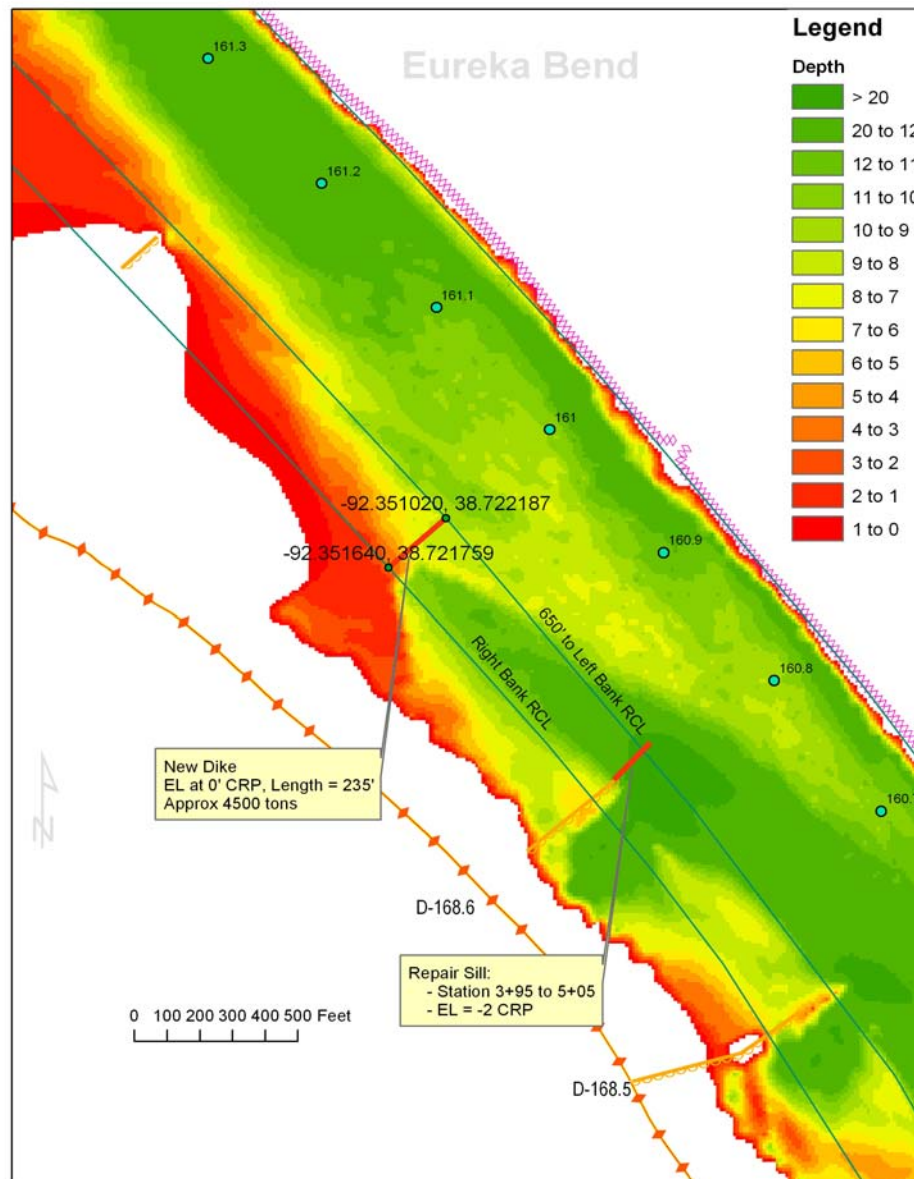 Eureka Bend
161.3
161.2
161.1
161
160.9
160.8
160.7
-92.351020, 38.722187
-92.351640, 38.721759
650' to Left Bank RCL
Right Bank RCL
New Dike
EL at 0' CRP, Length = 235'
Approx 4500 tons
Repair Sill:
- Station 3+95 to 5+05
- EL = -2 CRP
D-168.6
D-168.5
0 100 200 300 400 500 Feet
N
Legend
Depth
> 20
20 to 12
12 to 11
11 to 10
10 to 9
9 to 8
8 to 7
7 to 6
6 to 5
5 to 4
4 to 3
3 to 2
2 to 1
1 to 0